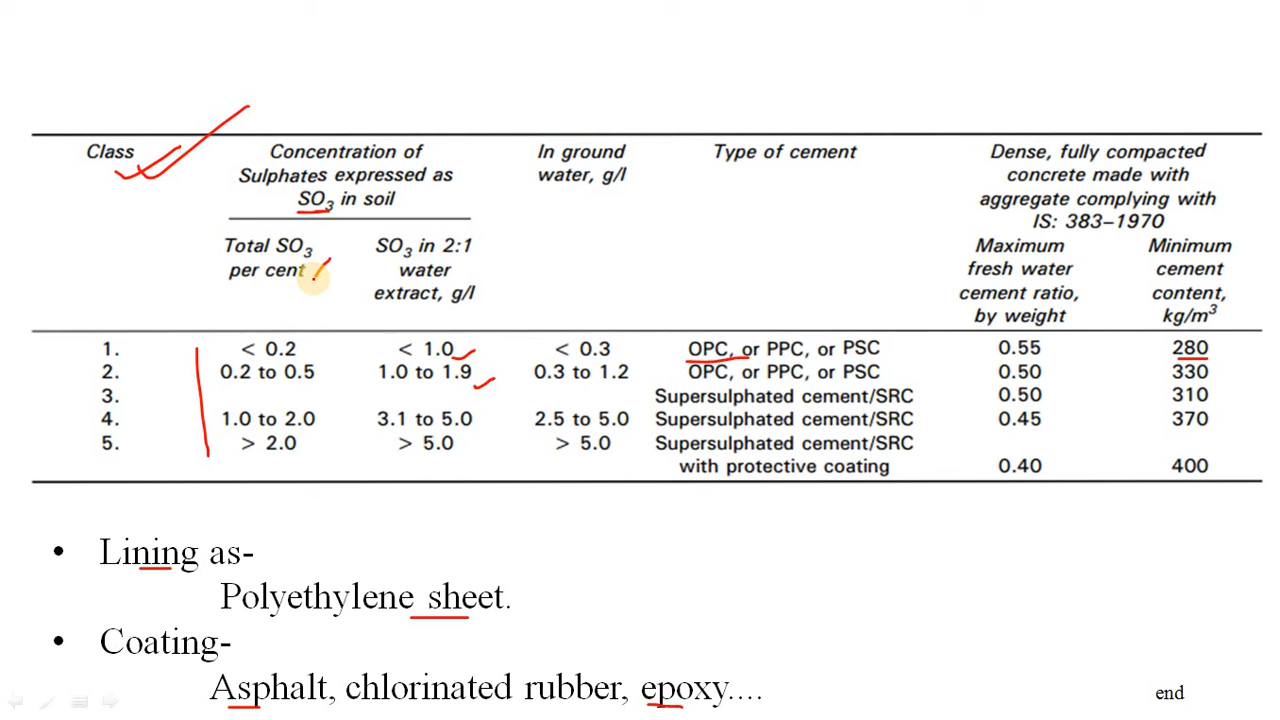 Class Concentration of In ground Type of cement Dense, fully compacted
Sulphates expressed as water, g/l concrete made with
SO3 in soil aggregate complying with
IS: 383–1970
Total SO3 SO3 in 2:1 Maximum Minimum
per cent water fresh water cement
extract, g/l cement ratio, content,
by weight kg/m³
1. < 0.2 < 1.0 < 0.3 OPC, or PPC, or PSC 0.55 280
2. 0.2 to 0.5 1.0 to 1.9 0.3 to 1.2 OPC, or PPC, or PSC 0.50 330
3. Supersulphated cement/SRC 0.50 310
4. 1.0 to 2.0 3.1 to 5.0 2.5 to 5.0 Supersulphated cement/SRC 0.45 370
5. > 2.0 > 5.0 > 5.0 Supersulphated cement/SRC
with protective coating 0.40 400
• Lining as-
Polyethylene sheet.
• Coating-
Asphalt, chlorinated rubber, epoxy....
end